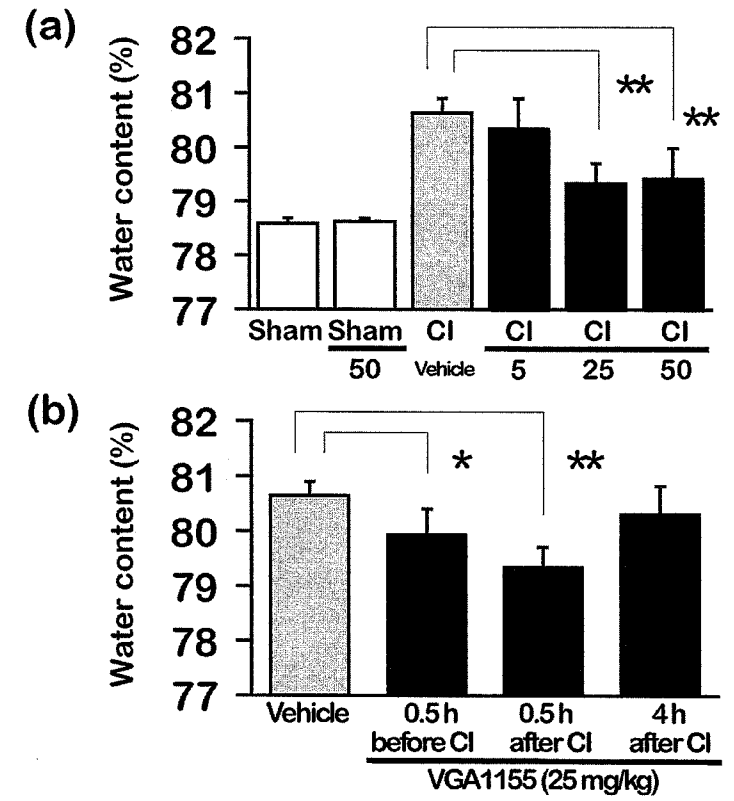 (a)
Water content (%)
82
81
80
79
78
77
**
**
Sham Sham CI CI CI CI
50 Vehicle 5 25 50
(b)
Water content (%)
82
81
80
79
78
77
*
**
Vehicle 0.5 h 0.5 h 4 h
before CI after CI after CI
VGA1155 (25 mg/kg)